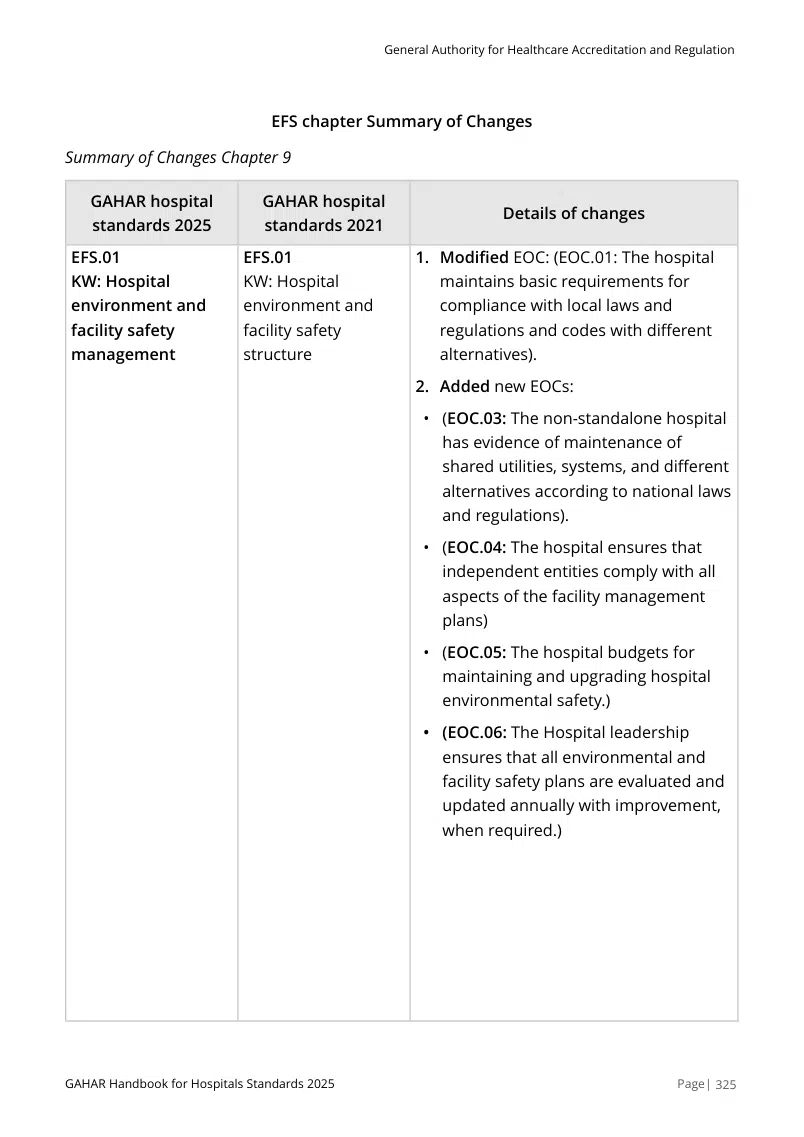 General Authority for Healthcare Accreditation and Regulation
EFS chapter Summary of Changes
Summary of Changes Chapter 9
GAHAR hospital
standards 2025
GAHAR hospital
standards 2021
Details of changes
EFS.01
KW: Hospital
environment and
facility safety
management
EFS.01
KW: Hospital
environment and
facility safety
structure
1. Modified EOC: (EOC.01: The hospital
maintains basic requirements for
compliance with local laws and
regulations and codes with different
alternatives).
2. Added new EOCs:
• (EOC.03: The non-standalone hospital
has evidence of maintenance of
shared utilities, systems, and different
alternatives according to national laws
and regulations).
• (EOC.04: The hospital ensures that
independent entities comply with all
aspects of the facility management
plans)
• (EOC.05: The hospital budgets for
maintaining and upgrading hospital
environmental safety.)
• (EOC.06: The Hospital leadership
ensures that all environmental and
facility safety plans are evaluated and
updated annually with improvement,
when required.)
GAHAR Handbook for Hospitals Standards 2025
Page| 325